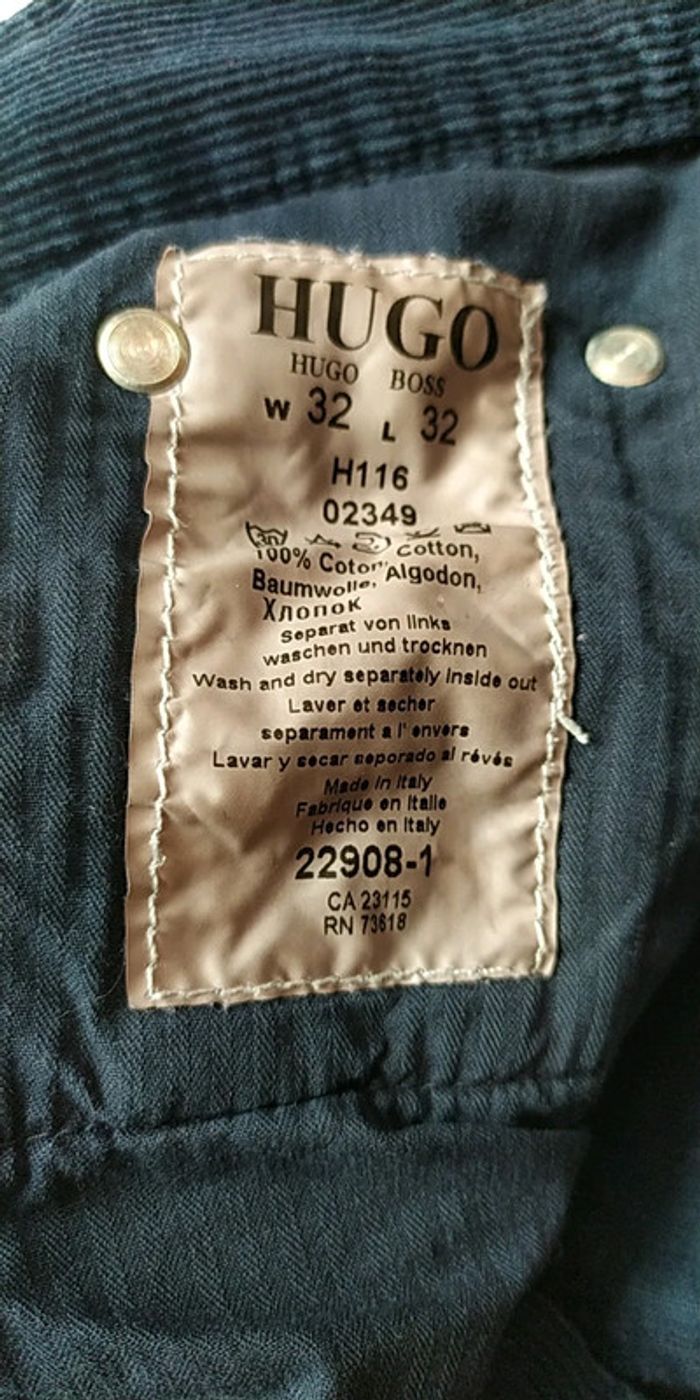 HUGO
HUGO BOSS
W 32 L 32
H116
02349
30
100% Coton, Cotton,
Baumwolle, Algodon,
Хлопок
Separat von links
waschen und trocknen
Wash and dry separately inside out
Laver et secher
separament a l' envers
Lavar y secar seporado al révés
Made in Italy
Fabrique en Italie
Hecho en Italy
22908-1
CA 23115
RN 73618